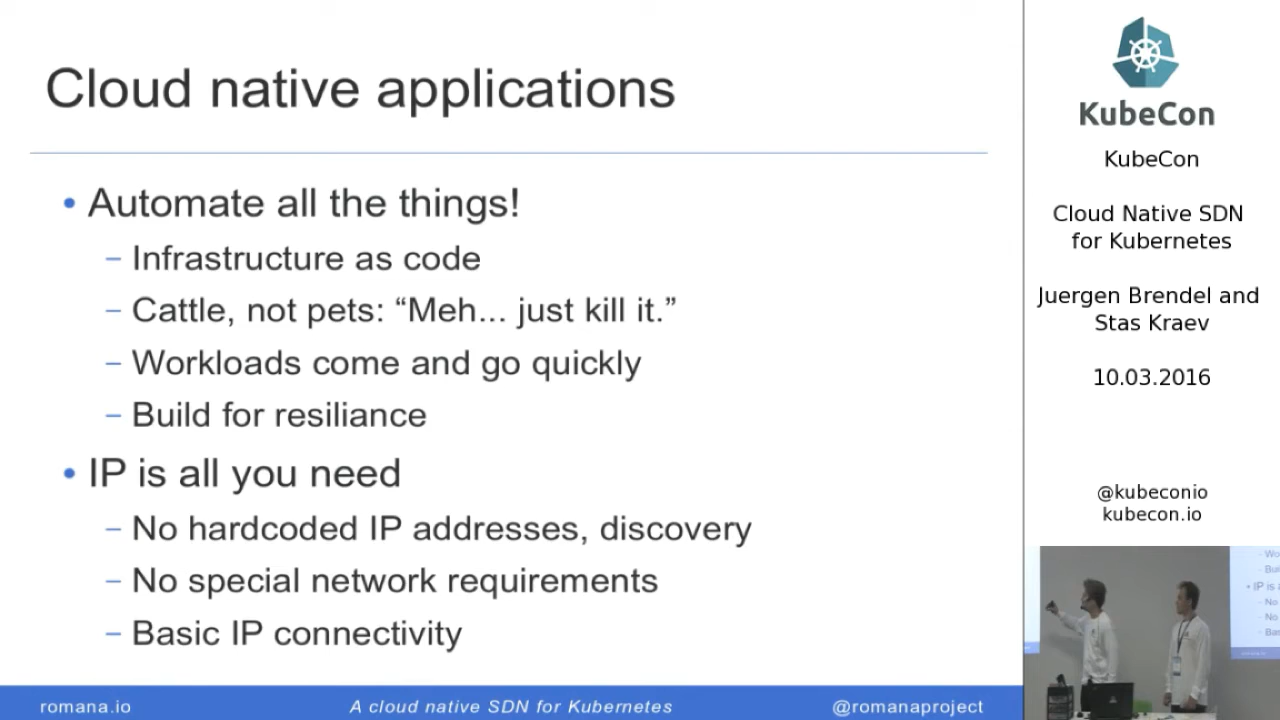 Cloud native applications
• Automate all the things!
– Infrastructure as code
– Cattle, not pets: “Meh... just kill it.”
– Workloads come and go quickly
– Build for resiliance
• IP is all you need
– No hardcoded IP addresses, discovery
– No special network requirements
– Basic IP connectivity
romana.io
A cloud native SDN for Kubernetes
@romanaproject
KubeCon
KubeCon
Cloud Native SDN
for Kubernetes
Juergen Brendel and
Stas Kraev
10.03.2016
@kubeconio
kubecon.io